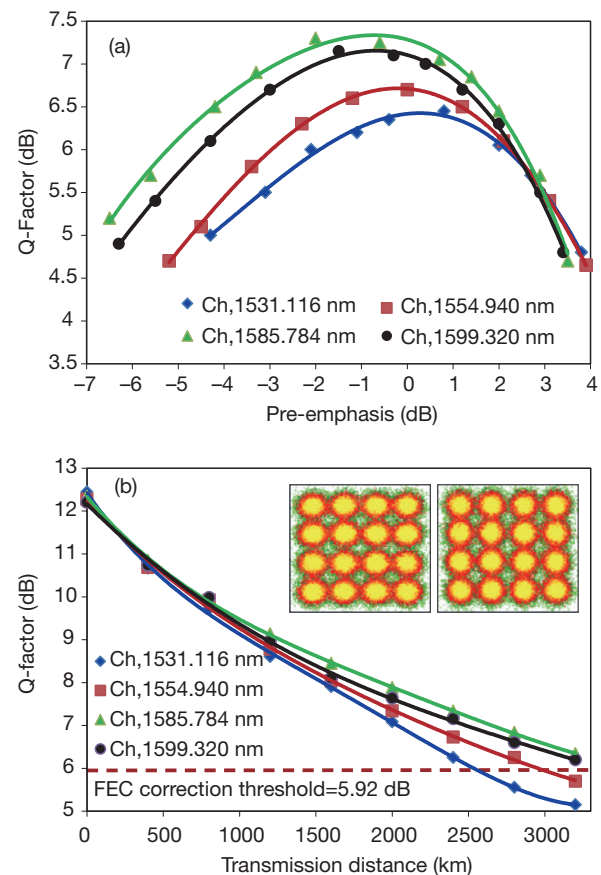 (a)
7.5
7
6.5
6
5.5
5
4.5
4
3.5
Q-Factor (dB)
Ch,1531.116 nm
Ch,1554.940 nm
Ch,1585.784 nm
Ch,1599.320 nm
–7 –6 –5 –4 –3 –2 –1 0 1 2 3 4
Pre-emphasis (dB)
(b)
13
12
11
10
9
8
7
6
5
Q-factor (dB)
Ch,1531.116 nm
Ch,1554.940 nm
Ch,1585.784 nm
Ch,1599.320 nm
FEC correction threshold=5.92 dB
0 500 1000 1500 2000 2500 3000
Transmission distance (km)